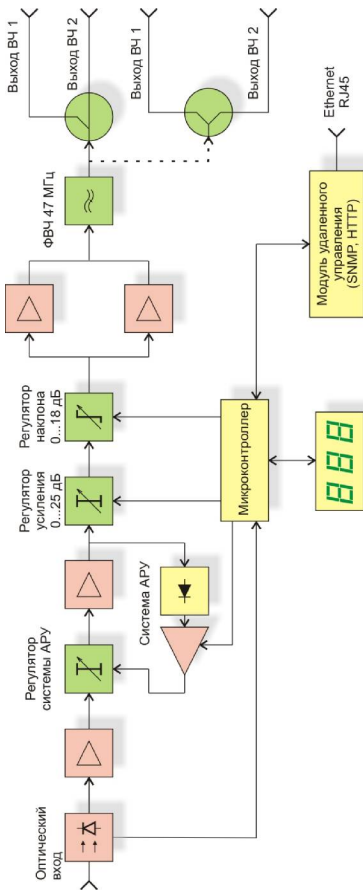 Оптический
вход
Регулятор
системы АРУ
Система АРУ
Регулятор
усиления
0...25 дБ
Регулятор
наклона
0...18 дБ
ФВЧ 47 МГц
Выход ВЧ 1
Выход ВЧ 2
Выход ВЧ 1
Выход ВЧ 2
Микроконтроллер
888
Модуль удаленного
управления
(SNMP, HTTP)
Ethernet
RJ45